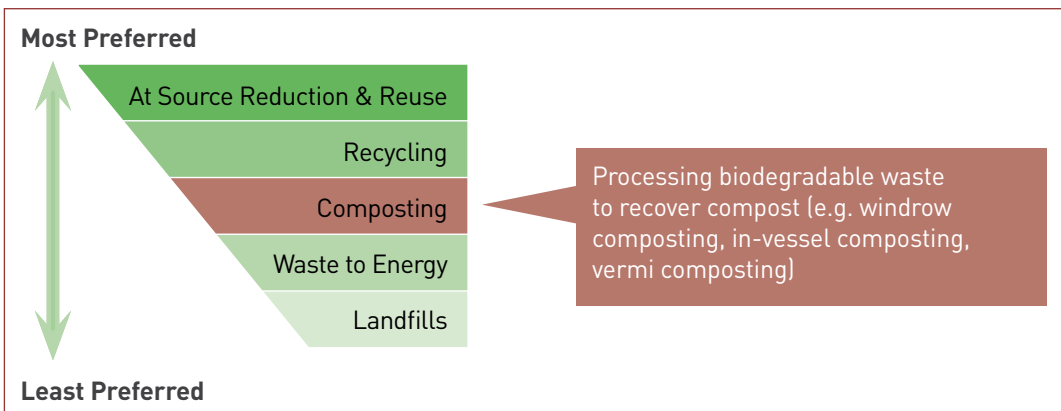 Most Preferred
At Source Reduction & Reuse
Recycling
Composting
Waste to Energy
Landfills
Least Preferred
Processing biodegradable waste
to recover compost (e.g. windrow
composting, in-vessel composting,
vermi composting)